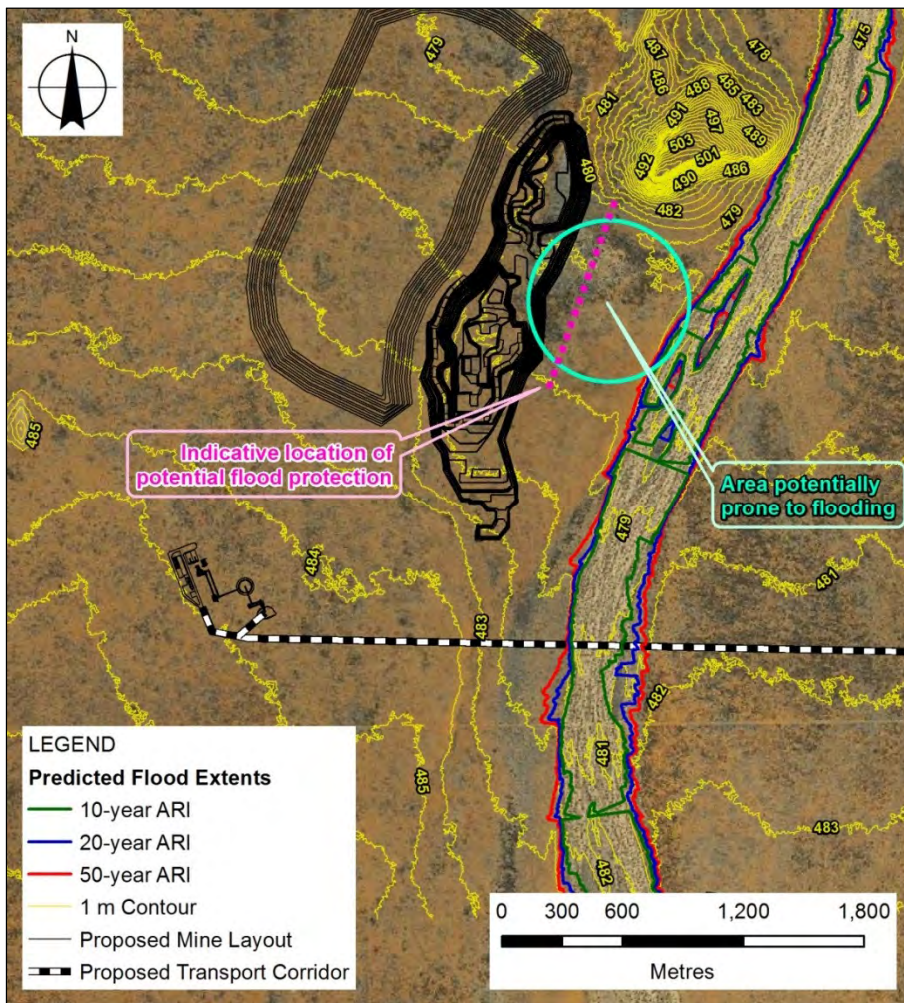 N
479
487
486
478
475
481
488
485
483
491
497
489
503
492
501
480
490
486
482
479
485
Indicative location of
potential flood protection
Area potentially
prone to flooding
479
481
484
483
482
481
485
483
482
LEGEND
Predicted Flood Extents
10-year ARI
20-year ARI
50-year ARI
1 m Contour
Proposed Mine Layout
Proposed Transport Corridor
0 300 600 1,200 1,800
Metres